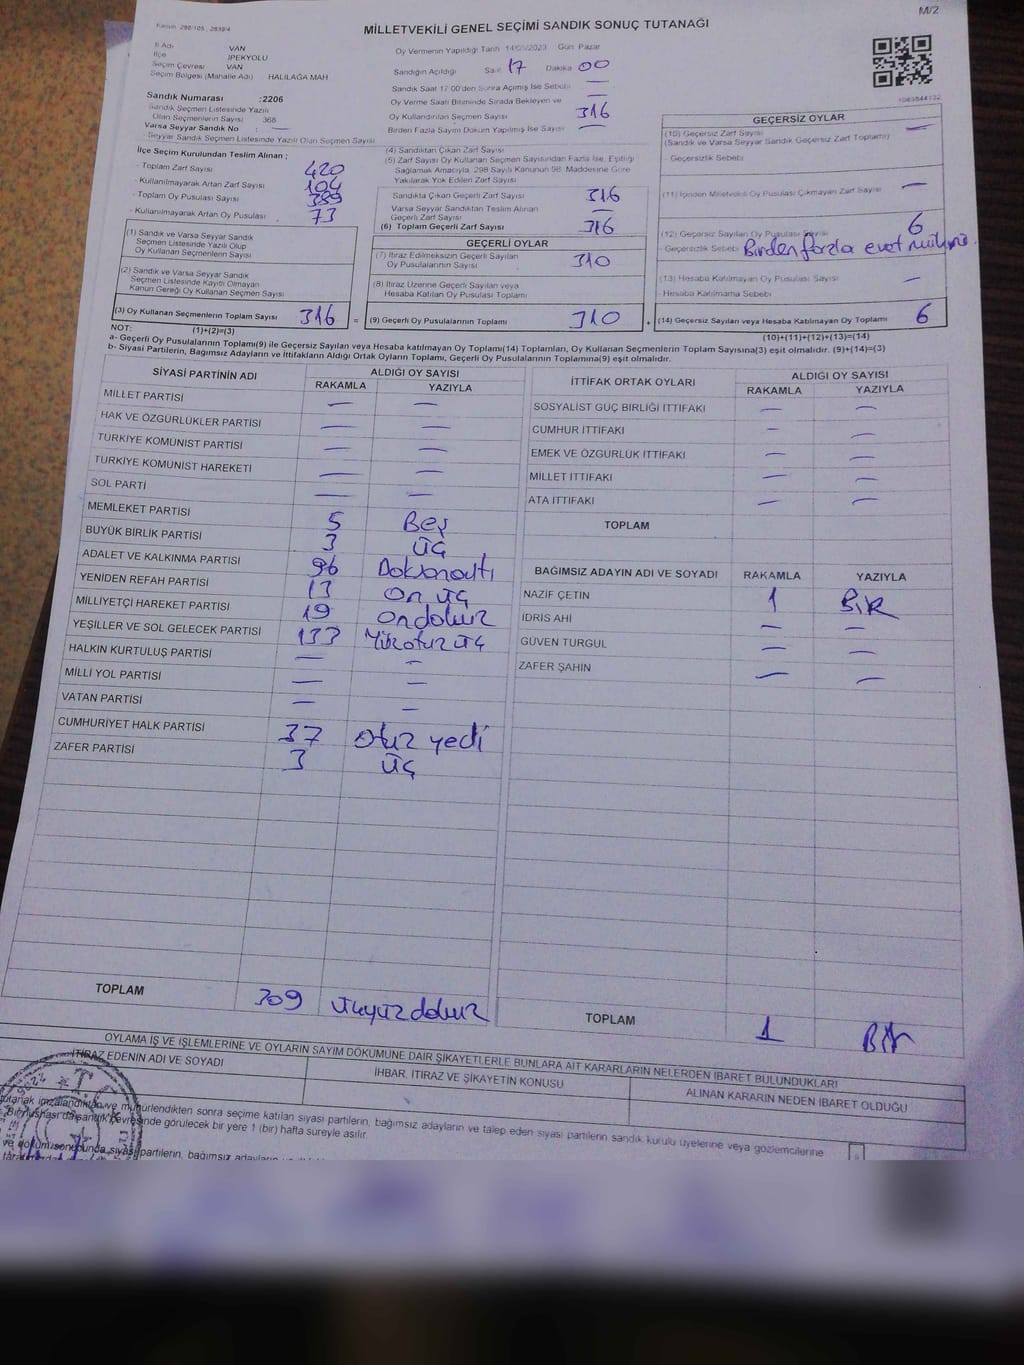 M/2
MİLLETVEKİLİ GENEL SEÇİMİ SANDIK SONUÇ TUTANAĞI
İl Adı VAN
İlçe İPEKYOLU
Seçim Çevresi VAN
Seçim Bölgesi (Mahalle Adı) HALİLAĞA MAH
Sandık Numarası :2206
Sandık Seçmen Listesinde Yazılı
Olan Seçmenlerin Sayısı 368
Varsa Seyyar Sandık No : —
Seyyar Sandık Seçmen Listesinde Yazılı Olan Seçmen Sayısı
İlçe Seçim Kurulundan Teslim Alınan ;
- Toplam Zarf Sayısı 420
- Kullanılmayarak Artan Zarf Sayısı 104
- Toplam Oy Pusulası Sayısı 389
- Kullanılmayarak Artan Oy Pusulası 73
(1) Sandık ve Varsa Seyyar Sandık
Seçmen Listesinde Yazılı Olup
Oy Kullanan Seçmenlerin Sayısı
(2) Sandık ve Varsa Seyyar Sandık
Seçmen Listesinde Kayıtlı Olmayan
Kanun Gereği Oy Kullanan Seçmen Sayısı
(3) Oy Kullanan Seçmenlerin Toplam Sayısı 316 =
Oy Vermenin Yapıldığı Tarih 14/05/2023 Gün Pazar
Sandığın Açıldığı Saat 17 Dakika 00
Sandık Saat 17:00'den Sonra Açımış İse Sebebi —
Oy Verme Saati Bitiminde Sırada Bekleyen ve
Oy Kullandırılan Seçmen Sayısı 316
Birden Fazla Sayım Döküm Yapılmış İse Sayısı —
(4) Sandıktan Çıkan Zarf Sayısı
(5) Zarf Sayısı Oy Kullanan Seçmen Sayısından Fazla İse, Eşitliği
Sağlamak Amacıyla, 298 Sayılı Kanunun 98. Maddesine Göre
Yakılarak Yok Edilen Zarf Sayısı
Sandıkta Çıkan Geçerli Zarf Sayısı 316
Varsa Seyyar Sandıktan Teslim Alınan
Geçerli Zarf Sayısı —
(6) Toplam Geçerli Zarf Sayısı 316
GEÇERLİ OYLAR
(7) İtiraz Edilmeksizin Geçerli Sayılan
Oy Pusulalarının Sayısı 310
(8) İtiraz Üzerine Geçerli Sayılan veya
Hesaba Katılan Oy Pusulası Toplamı
(9) Geçerli Oy Pusulalarının Toplamı 310 +
GEÇERSİZ OYLAR
(10) Geçersiz Zarf Sayısı —
(Sandık ve Varsa Seyyar Sandık Geçersiz Zarf Toplamı)
- Geçersizlik Sebebi
(11) İçinden Milletvekili Oy Pusulası Çıkmayan Zarf Sayısı —
(12) Geçersiz Sayılan Oy Pusulası Sayısı 6
- Geçersizlik Sebebi Birden fazla evet
(13) Hesaba Katılmayan Oy Pusulası Sayısı —
- Hesaba Katılmama Sebebi
(14) Geçersiz Sayılan veya Hesaba Katılmayan Oy Toplamı 6
NOT: (1)+(2)=(3) (10)+(11)+(12)+(13)=(14)
a- Geçerli Oy Pusulalarının Toplamı(9) ile Geçersiz Sayılan veya Hesaba katılmayan Oy Toplamı(14) Toplamları, Oy Kullanan Seçmenlerin Toplam Sayısına(3) eşit olmalıdır. (9)+(14)=(3)
b- Siyasi Partilerin, Bağımsız Adayların ve İttifakların Aldığı Ortak Oyların Toplamı, Geçerli Oy Pusulalarının Toplamına(9) eşit olmalıdır.
SİYASİ PARTİNİN ADI ALDIĞI OY SAYISI
RAKAMLA YAZIYLA
MİLLET PARTİSİ — —
HAK VE ÖZGÜRLÜKLER PARTİSİ — —
TÜRKİYE KOMÜNİST PARTİSİ — —
TÜRKİYE KOMÜNİST HAREKETİ — —
SOL PARTİ — —
MEMLEKET PARTİSİ 5 Beş
BÜYÜK BİRLİK PARTİSİ 3 Üç
ADALET VE KALKINMA PARTİSİ 96 Doksanaltı
YENİDEN REFAH PARTİSİ 13 On üç
MİLLİYETÇİ HAREKET PARTİSİ 19 Ondokuz
YEŞİLLER VE SOL GELECEK PARTİSİ 133 Yüzotuz üç
HALKIN KURTULUŞ PARTİSİ — —
MİLLİ YOL PARTİSİ — —
VATAN PARTİSİ — —
CUMHURİYET HALK PARTİSİ 37 Otuz yedi
ZAFER PARTİSİ 3 Üç
TOPLAM 309 Üçyüz dokuz
İTTİFAK ORTAK OYLARI ALDIĞI OY SAYISI
RAKAMLA YAZIYLA
SOSYALİST GÜÇ BİRLİĞİ İTTİFAKI — —
CUMHUR İTTİFAKI — —
EMEK VE ÖZGÜRLÜK İTTİFAKI — —
MİLLET İTTİFAKI — —
ATA İTTİFAKI — —
TOPLAM
BAĞIMSIZ ADAYIN ADI VE SOYADI RAKAMLA YAZIYLA
NAZİF ÇETİN 1 BİR
İDRİS AHİ — —
GÜVEN TURGUL — —
ZAFER ŞAHİN — —
TOPLAM 1 Bir
OYLAMA İŞ VE İŞLEMLERİNE VE OYLARIN SAYIM DÖKÜMÜNE DAİR ŞİKAYETLERLE BUNLARA AİT KARARLARIN NELERDEN İBARET BULUNDUKLARI
İTİRAZ EDENİN ADI VE SOYADI İHBAR, İTİRAZ VE ŞİKAYETİN KONUSU ALINAN KARARIN NEDEN İBARET OLDUĞU
tutanak imzalandıktan ve mühürlendikten sonra seçime katılan siyasi partilerin, bağımsız adayların ve talep eden siyasi partilerin sandık kurulu üyelerine veya gözlemcilerine
çevresinde görülecek bir yere 1 (bir) hafta süreyle asılır.